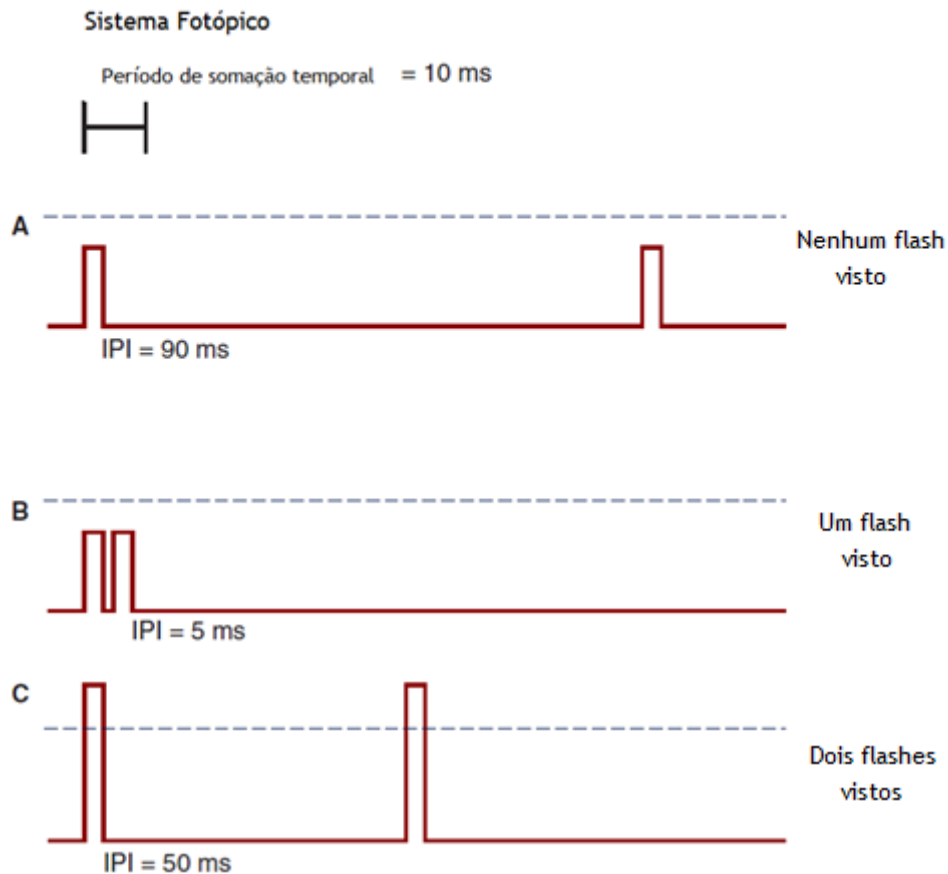 Sistema Fotópico
Período de somação temporal = 10 ms
A
Nenhum flash
visto
IPI = 90 ms
B
Um flash
visto
IPI = 5 ms
C
Dois flashes
vistos
IPI = 50 ms